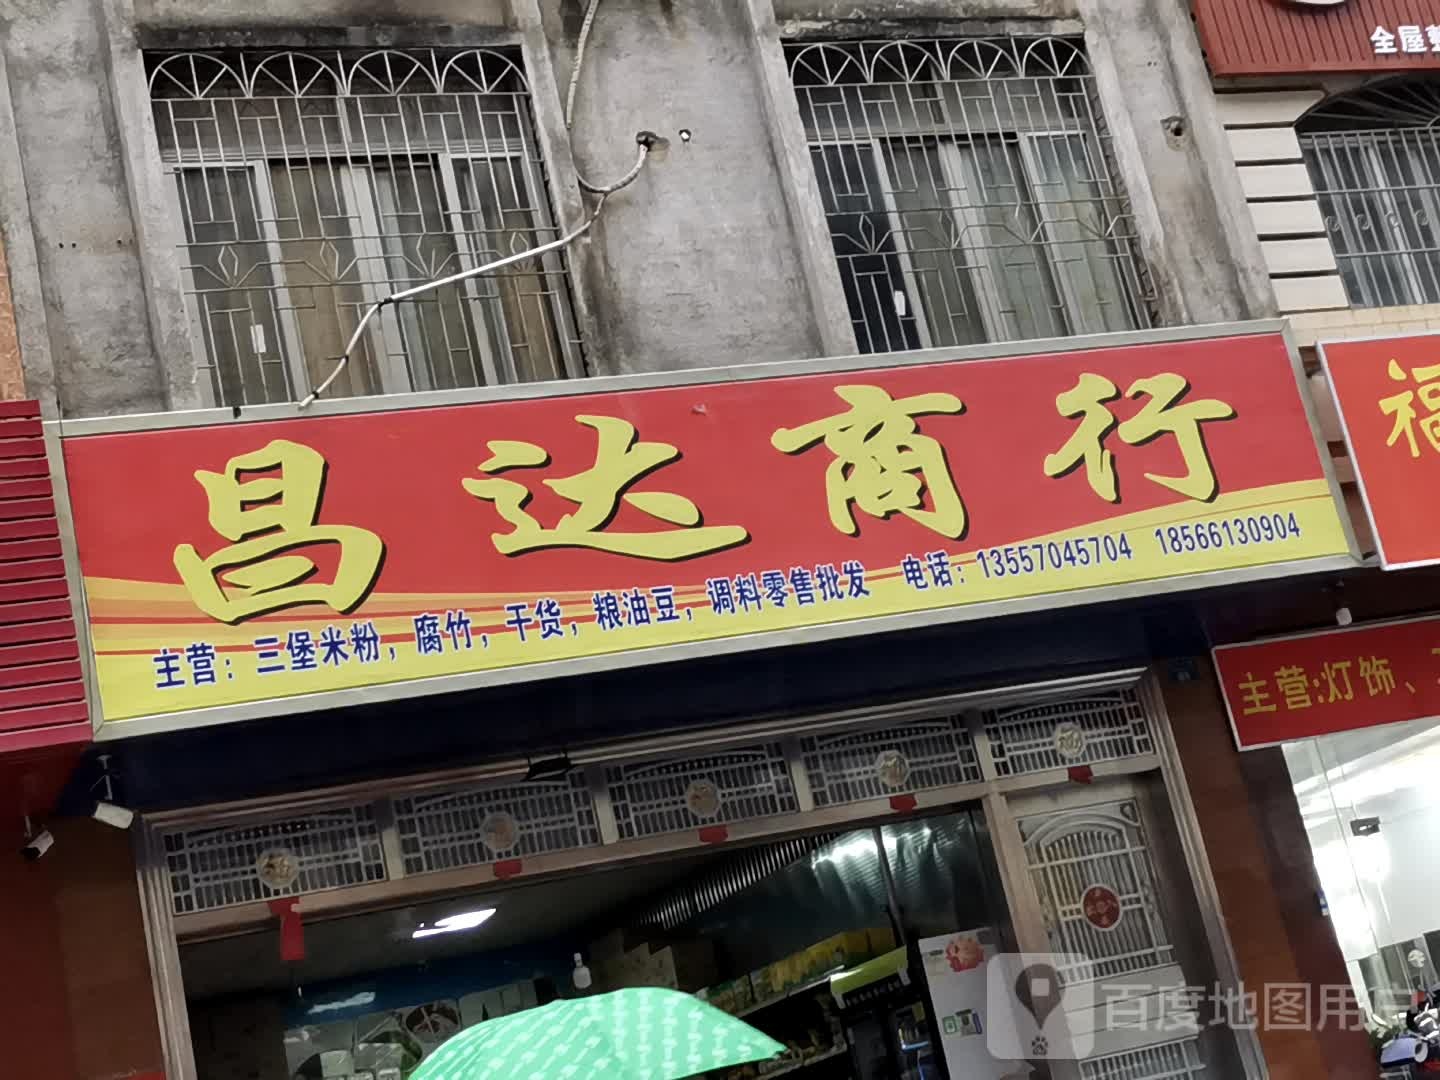 全屋整
昌达商行
主营：三堡米粉，腐竹，干货，粮油豆，调料零售批发 电话：13557045704 18566130904
福
主营:灯饰、
百度地图用户